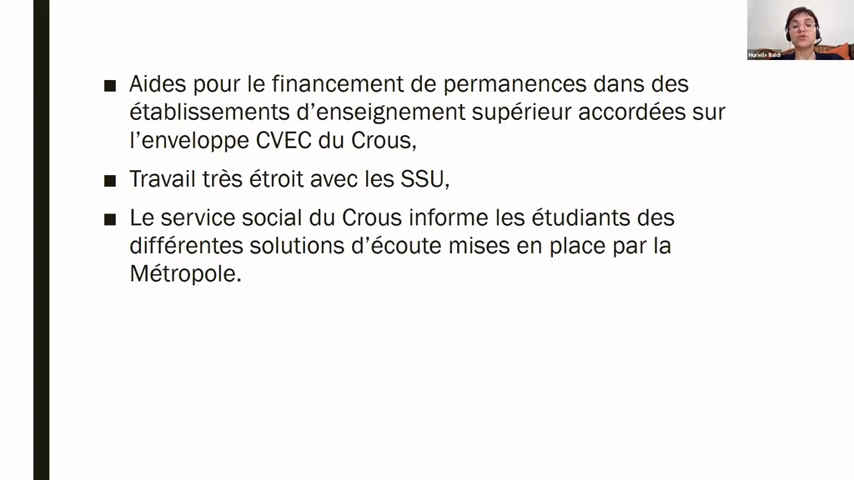 Aides pour le financement de permanences dans des
établissements d’enseignement supérieur accordées sur
l’enveloppe CVEC du Crous,
Travail très étroit avec les SSU,
Le service social du Crous informe les étudiants des
différentes solutions d’écoute mises en place par la
Métropole.
Murielle Baldi